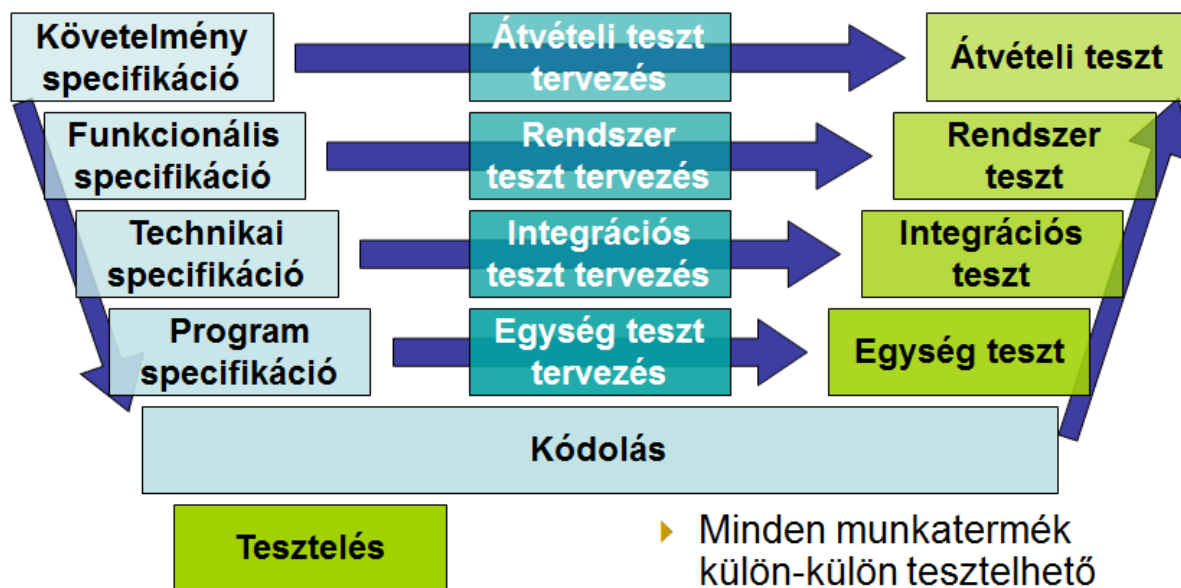 Követelmény
specifikáció
Átvételi teszt
tervezés
Átvételi teszt
Funkcionális
specifikáció
Rendszer
teszt tervezés
Rendszer
teszt
Technikai
specifikáció
Integrációs
teszt tervezés
Integrációs
teszt
Program
specifikáció
Egység teszt
tervezés
Egység teszt
Kódolás
Tesztelés
Minden munkatermék
külön-külön tesztelhető